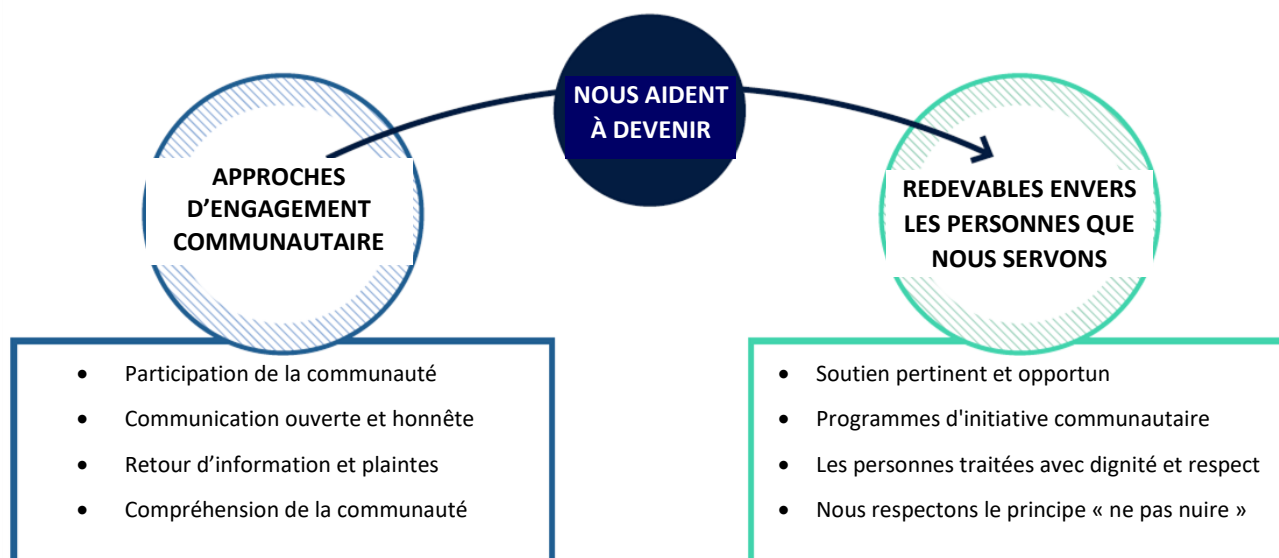 NOUS AIDENT
À DEVENIR
APPROCHES
D’ENGAGEMENT
COMMUNAUTAIRE
REDEVABLES ENVERS
LES PERSONNES QUE
NOUS SERVONS
• Participation de la communauté
• Communication ouverte et honnête
• Retour d’information et plaintes
• Compréhension de la communauté
• Soutien pertinent et opportun
• Programmes d'initiative communautaire
• Les personnes traitées avec dignité et respect
• Nous respectons le principe « ne pas nuire »